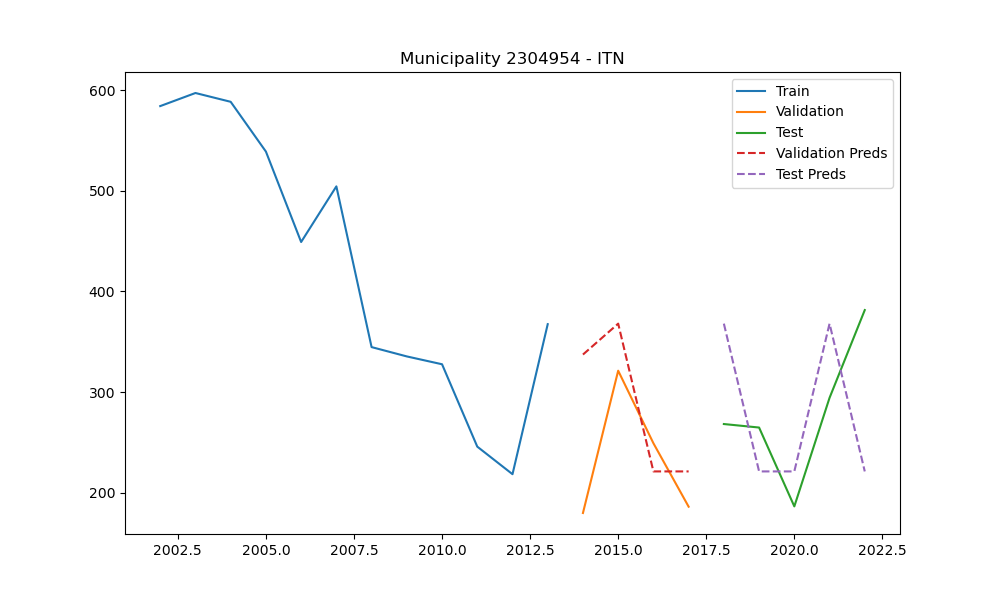 Municipality 2304954 - ITN
Train
Validation
Test
Validation Preds
Test Preds
600
500
400
300
200
2002.5 2005.0 2007.5 2010.0 2012.5 2015.0 2017.5 2020.0 2022.5